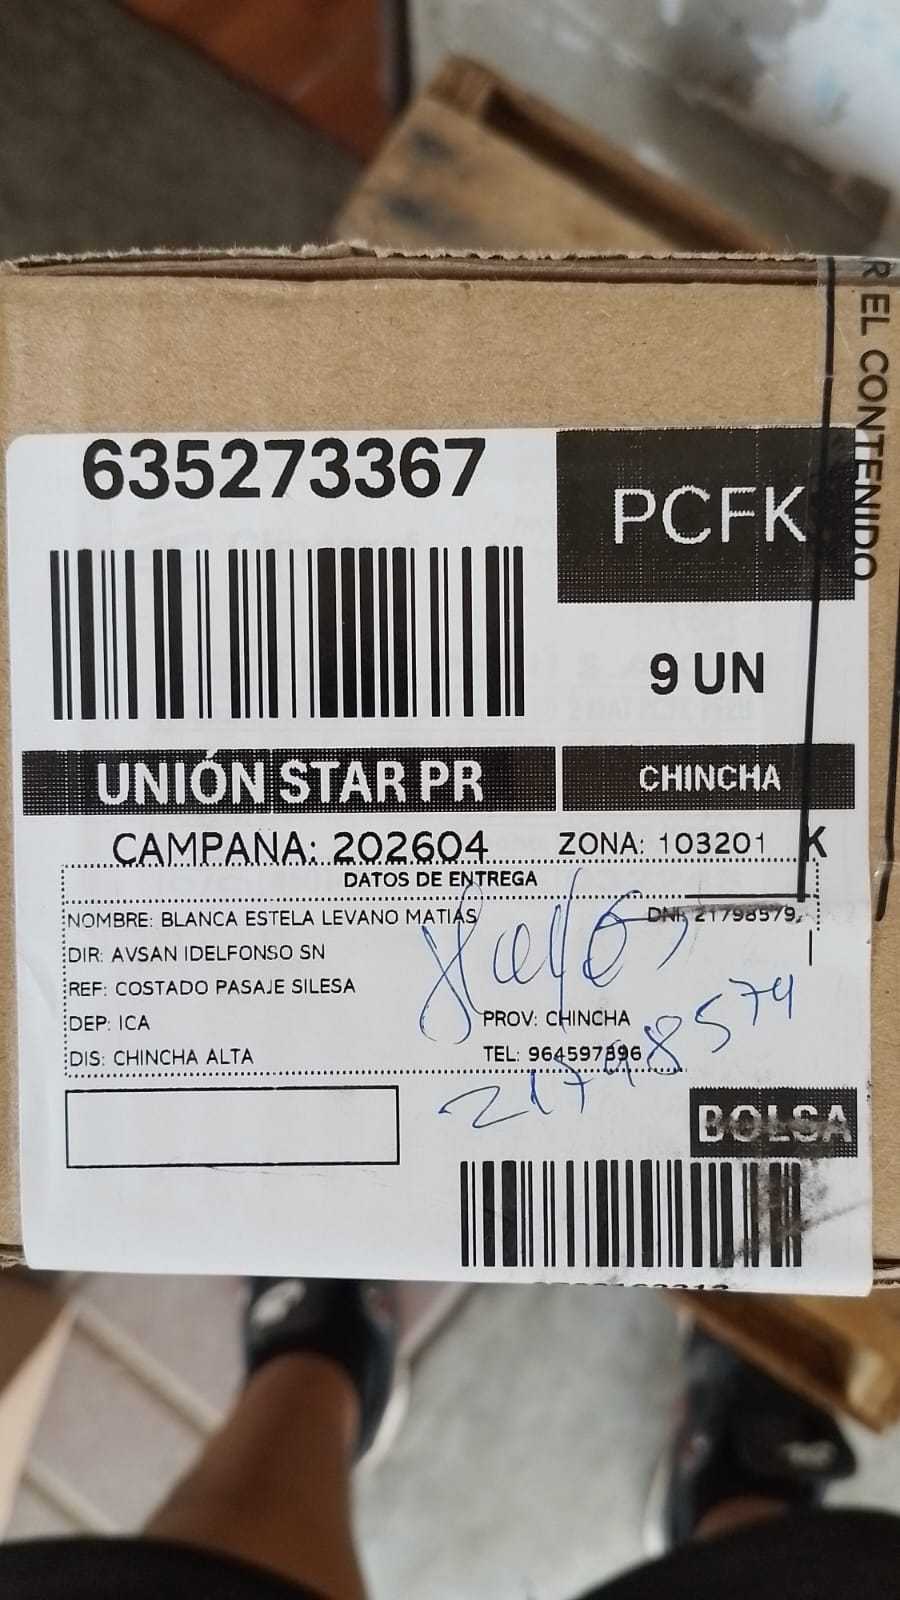 R EL CONTENIDO
635273367
PCFK
9 UN
UNIÓN STAR PR
CHINCHA
CAMPAÑA: 202604 ZONA: 103201 K
DATOS DE ENTREGA
NOMBRE: BLANCA ESTELA LEVANO MATIAS DNI: 21798579
DIR: AVSAN IDELFONSO SN
REF: COSTADO PASAJE SILESA
DEP: ICA PROV: CHINCHA
DIS: CHINCHA ALTA TEL: 964597896
21798574
BOLSA